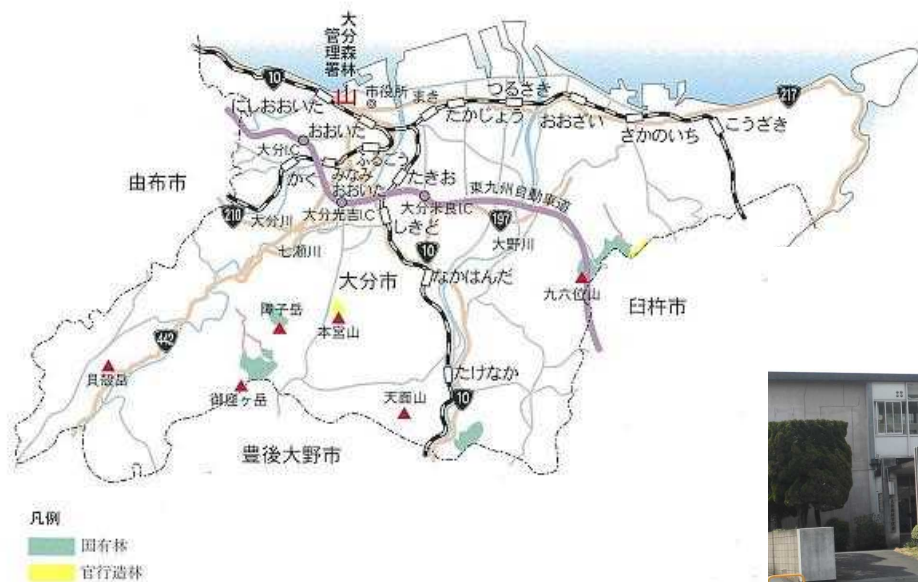 大分森林
管理署
10
市役所
まき
つるさき
217
にしおおいた
たかじょう
おおざい
さかのいち
こうざき
おおいた
大分I.C
ふるごう
かく
みなみ
おおいた
たきお
由布市
210
大分川
大分光吉I.C
大分米良I.C
東九州自動車道
しきど
197
七瀬川
10
大野川
大分市
なかはんだ
九六位山
臼杵市
障子岳
本宮山
442
貝殻岳
たけなか
御座ヶ岳
天面山
10
豊後大野市
凡例
国有林
官行造林